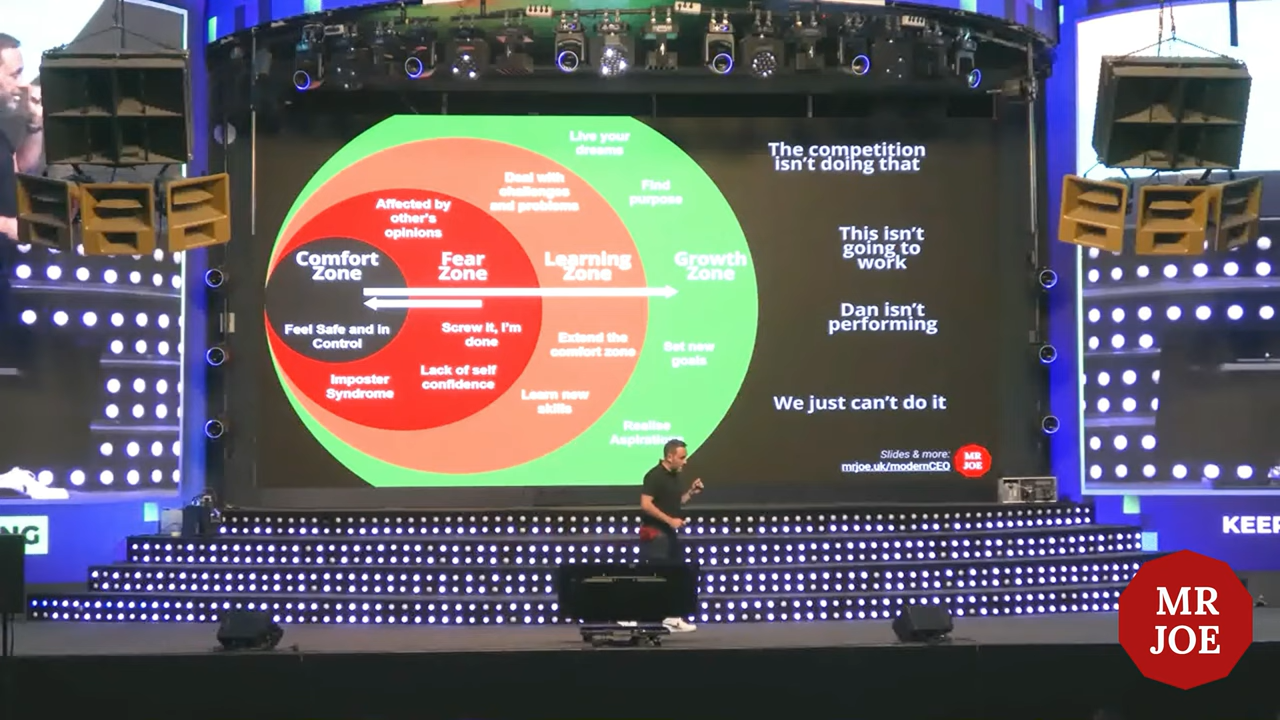 Live your
dreams
Find
purpose
Deal with
challenges
and problems
Affected by
other's
opinions
Comfort
Zone
Fear
Zone
Learning
Zone
Growth
Zone
Feel Safe and in
Control
Screw it, I'm
done
Extend the
comfort zone
Set new
goals
Imposter
Syndrome
Lack of self
confidence
Learn new
skills
Realise
The competition
isn't doing that
This isn't
going to
work
Dan isn't
performing
We just can't do it
Slides & more:
mrjoe.uk/modernCEO
MR
JOE
NG
KEEP
MR
JOE